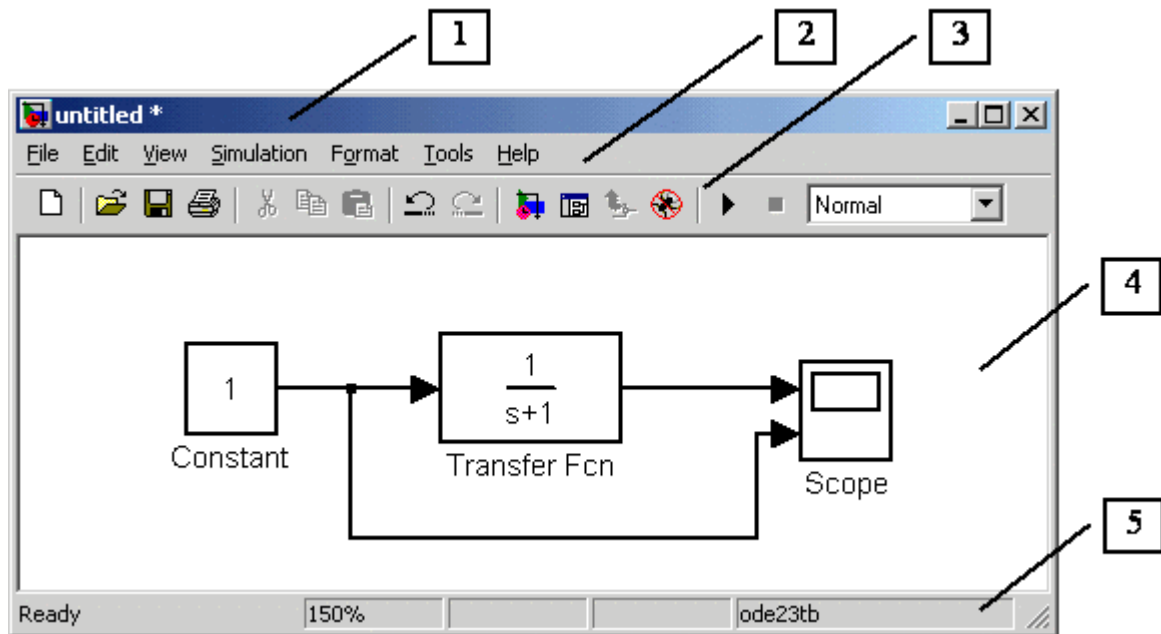 1 2 3
untitled *
File Edit View Simulation Format Tools Help
Normal
4
1
1
s+1
Constant
Transfer Fcn
Scope
5
Ready 150% ode23tb